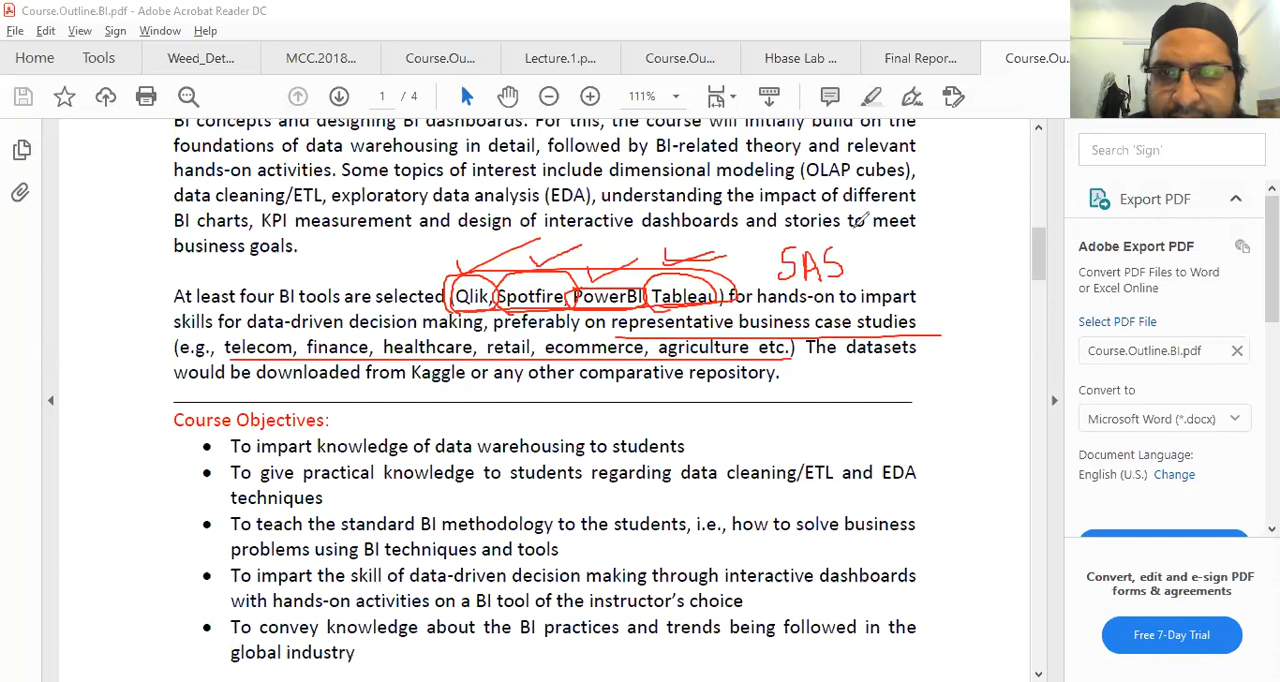 Course.Outline.BI.pdf - Adobe Acrobat Reader DC
File Edit View Sign Window Help
Home Tools Weed_Det... MCC.2018... Course.Ou... Lecture.1.p... Course.Ou... Hbase Lab ... Final Repor... Course.Ou
1 / 4 111%
BI concepts and designing BI dashboards. For this, the course will initially build on the
foundations of data warehousing in detail, followed by BI-related theory and relevant
hands-on activities. Some topics of interest include dimensional modeling (OLAP cubes),
data cleaning/ETL, exploratory data analysis (EDA), understanding the impact of different
BI charts, KPI measurement and design of interactive dashboards and stories to meet
business goals.
SAS
At least four BI tools are selected (Qlik, Spotfire, PowerBI, Tableau) for hands-on to impart
skills for data-driven decision making, preferably on representative business case studies
(e.g., telecom, finance, healthcare, retail, ecommerce, agriculture etc.) The datasets
would be downloaded from Kaggle or any other comparative repository.
Course Objectives:
• To impart knowledge of data warehousing to students
• To give practical knowledge to students regarding data cleaning/ETL and EDA
techniques
• To teach the standard BI methodology to the students, i.e., how to solve business
problems using BI techniques and tools
• To impart the skill of data-driven decision making through interactive dashboards
with hands-on activities on a BI tool of the instructor's choice
• To convey knowledge about the BI practices and trends being followed in the
global industry
Search 'Sign'
Export PDF
Adobe Export PDF
Convert PDF Files to Word
or Excel Online
Select PDF File
Course.Outline.BI.pdf
Convert to
Microsoft Word (*.docx)
Document Language:
English (U.S.) Change
Convert, edit and e-sign PDF
forms & agreements
Free 7-Day Trial